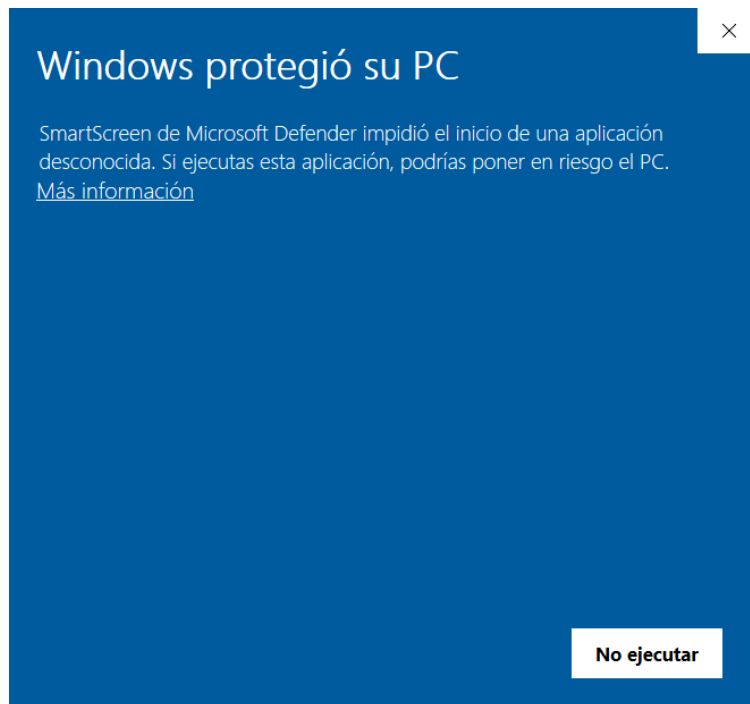 Windows protegió su PC
SmartScreen de Microsoft Defender impidió el inicio de una aplicación
desconocida. Si ejecutas esta aplicación, podrías poner en riesgo el PC.
Más información
No ejecutar